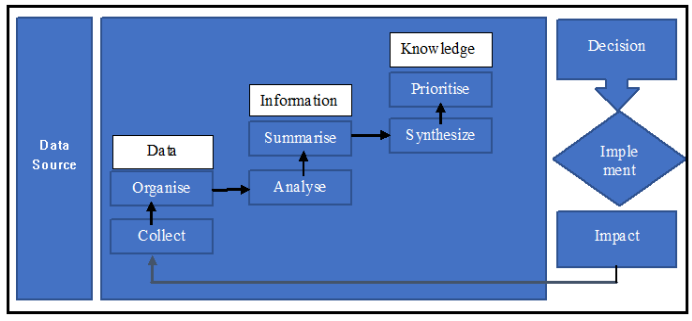 Data
Source
Data
Organise
Collect
Information
Summarise
Analyse
Knowledge
Prioritise
Synthesize
Decision
Imple
ment
Impact